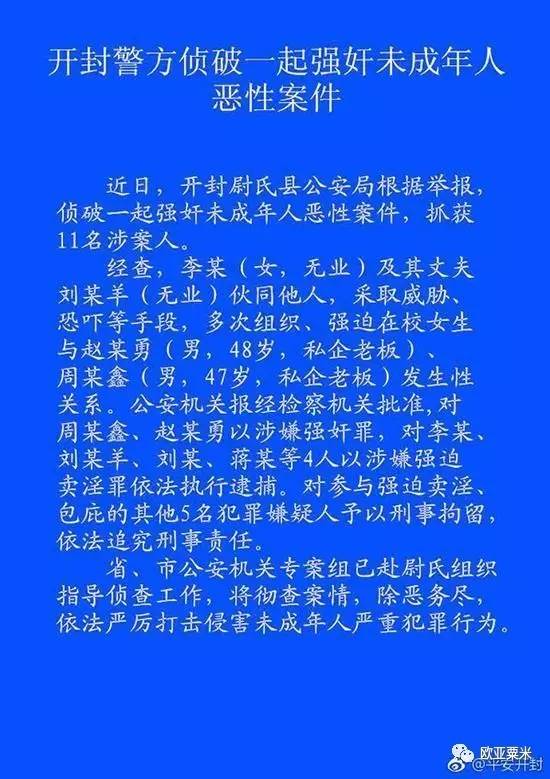 开封警方侦破一起强奸未成年人
恶性案件
近日，开封尉氏县公安局根据举报，
侦破一起强奸未成年人恶性案件，抓获
11名涉案人。
经查，李某（女，无业）及其丈夫
刘某羊（无业）伙同他人，采取威胁、
恐吓等手段，多次组织、强迫在校女生
与赵某勇（男，48岁，私企老板）、
周某鑫（男，47岁，私企老板）发生性
关系。公安机关报经检察机关批准,对
周某鑫、赵某勇以涉嫌强奸罪，对李某、
刘某羊、刘某、蒋某等4人以涉嫌强迫
卖淫罪依法执行逮捕。对参与强迫卖淫、
包庇的其他5名犯罪嫌疑人予以刑事拘留，
依法追究刑事责任。
省、市公安机关专案组已赴尉氏组织
指导侦查工作，将彻查案情，除恶务尽，
依法严厉打击侵害未成年人严重犯罪行为。
欧亚粟米
@平安开封